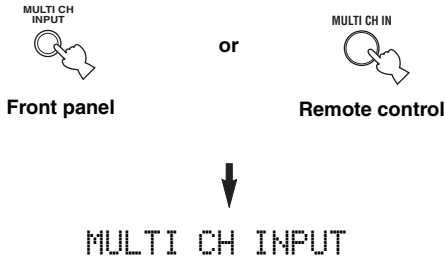 MULTI CH
INPUT
or
MULTI CH IN
Front panel
Remote control
MULTI CH INPUT